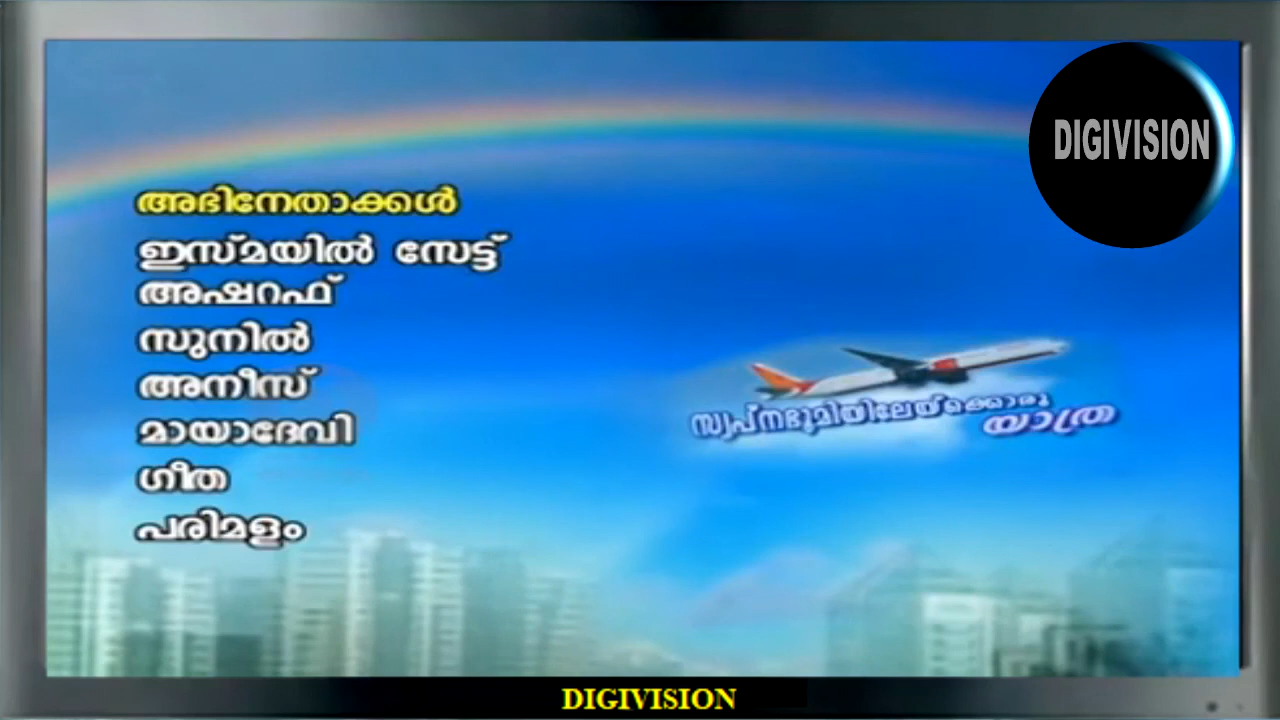 DIGIVISION
അഭിനേതാക്കൾ
ഇസ്മയിൽ സേട്ട്
അഷറഫ്
സുനിൽ
അനീസ്
മായാദേവി
ഗീത
പരിമളം
സ്വപ്നഭൂമിയിലേയ്ക്കൊരു
യാത്ര
DIGIVISION